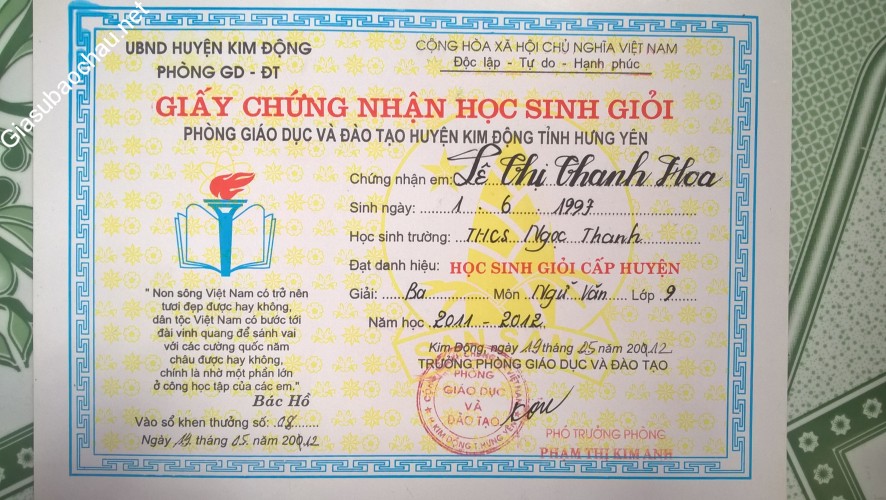 Giasubaochau.net
UBND HUYỆN KIM ĐỘNG
PHÒNG GD - ĐT
CỘNG HÒA XÃ HỘI CHỦ NGHĨA VIỆT NAM
Độc lập - Tự do - Hạnh phúc
GIẤY CHỨNG NHẬN HỌC SINH GIỎI
PHÒNG GIÁO DỤC VÀ ĐÀO TẠO HUYỆN KIM ĐỘNG TỈNH HƯNG YÊN
Chứng nhận em: Lê Thị Thanh Hoa
Sinh ngày: 1 . 6 . 1997
Học sinh trường: THCS Ngọc Thanh
Đạt danh hiệu: HỌC SINH GIỎI CẤP HUYỆN
Giải: Ba Môn Ngữ Văn Lớp 9
Năm học 2011 - 2012
Kim Động, ngày 19 tháng 05 năm 20012
TRƯỞNG PHÒNG GIÁO DỤC VÀ ĐÀO TẠO
" Non sông Việt Nam có trở nên
tươi đẹp được hay không,
dân tộc Việt Nam có bước tới
đài vinh quang để sánh vai
với các cường quốc năm
châu được hay không,
chính là nhờ một phần lớn
ở công học tập của các em."
Bác Hồ
Vào sổ khen thưởng số: 08
Ngày 19 tháng 05 năm 20012
PHÒNG
GIÁO DỤC
VÀ
ĐÀO TẠO
H. KIM ĐỘNG T. HƯNG YÊN
PHÓ TRƯỞNG PHÒNG
PHẠM THỊ KIM ANH